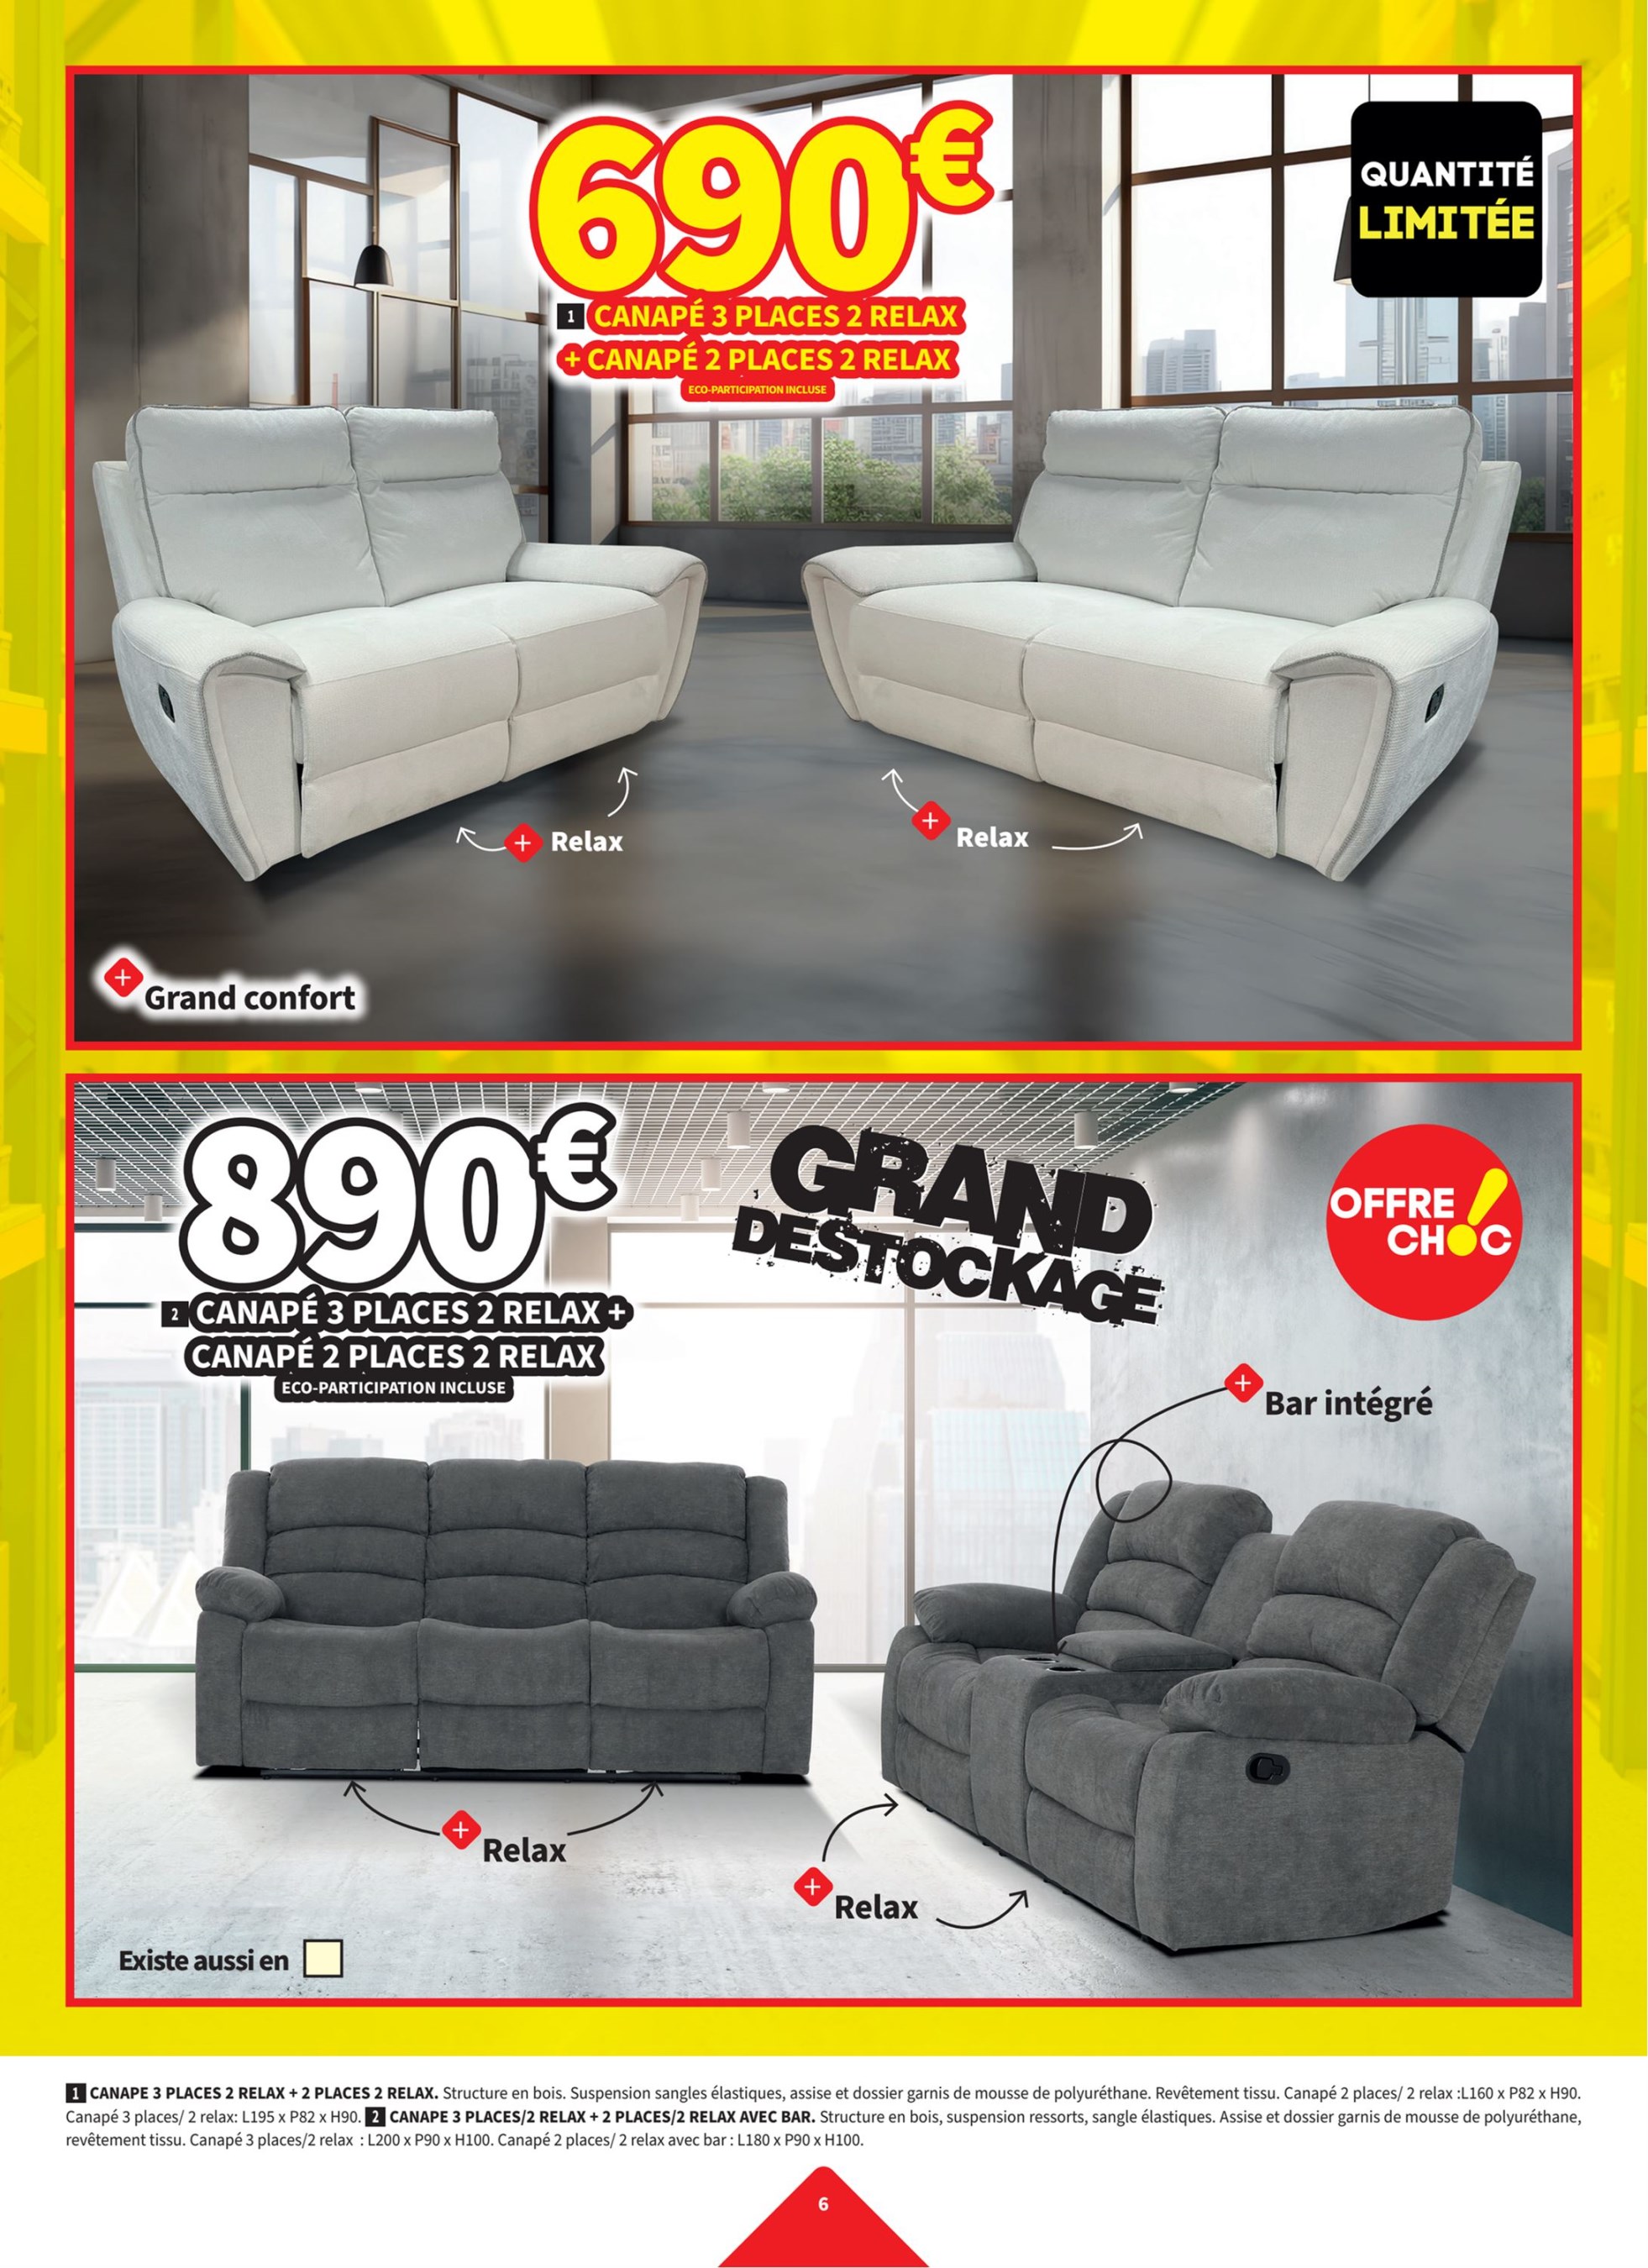 690€
QUANTITÉ
LIMITÉE
1 CANAPÉ 3 PLACES 2 RELAX
+ CANAPÉ 2 PLACES 2 RELAX
ECO-PARTICIPATION INCLUSE
+ Relax
+ Relax
+ Grand confort
890€
GRAND
DESTOCKAGE
OFFRE !
CHOC
2 CANAPÉ 3 PLACES 2 RELAX +
CANAPÉ 2 PLACES 2 RELAX
ECO-PARTICIPATION INCLUSE
+ Bar intégré
+ Relax
+ Relax
Existe aussi en
1 CANAPE 3 PLACES 2 RELAX + 2 PLACES 2 RELAX. Structure en bois. Suspension sangles élastiques, assise et dossier garnis de mousse de polyuréthane. Revêtement tissu. Canapé 2 places/ 2 relax :L160 x P82 x H90.
Canapé 3 places/ 2 relax: L195 x P82 x H90. 2 CANAPE 3 PLACES/2 RELAX + 2 PLACES/2 RELAX AVEC BAR. Structure en bois, suspension ressorts, sangle élastiques. Assise et dossier garnis de mousse de polyuréthane,
revêtement tissu. Canapé 3 places/2 relax : L200 x P90 x H100. Canapé 2 places/ 2 relax avec bar : L180 x P90 x H100.
6